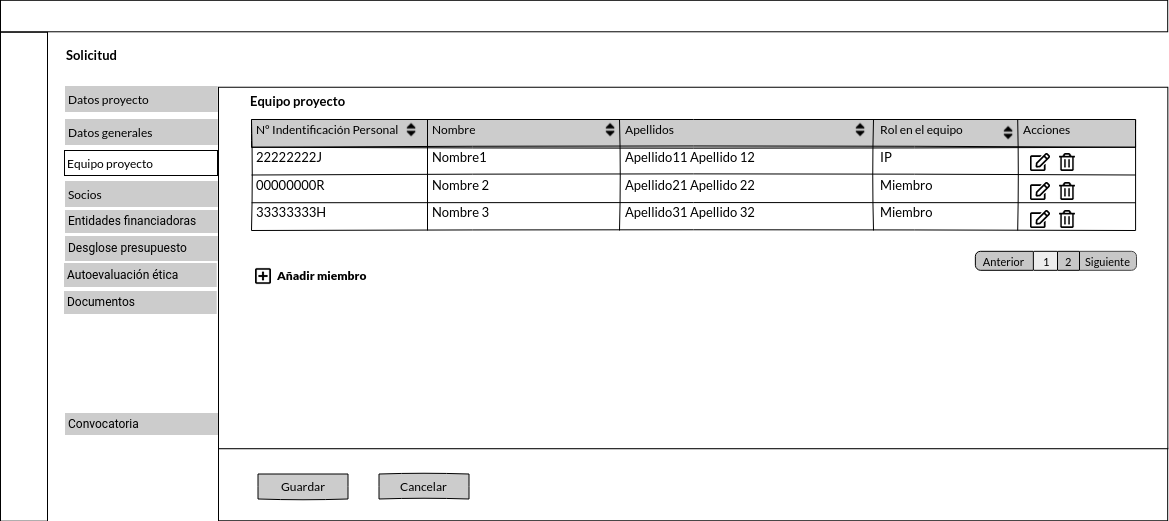 Solicitud
Datos proyecto
Datos generales
Equipo proyecto
Socios
Entidades financiadoras
Desglose presupuesto
Autoevaluación ética
Documentos
Convocatoria
Equipo proyecto
Nº Indentificación Personal Nombre Apellidos Rol en el equipo Acciones
22222222J Nombre1 Apellido11 Apellido 12 IP
00000000R Nombre 2 Apellido21 Apellido 22 Miembro
33333333H Nombre 3 Apellido31 Apellido 32 Miembro
Anterior 1 2 Siguiente
Añadir miembro
Guardar Cancelar